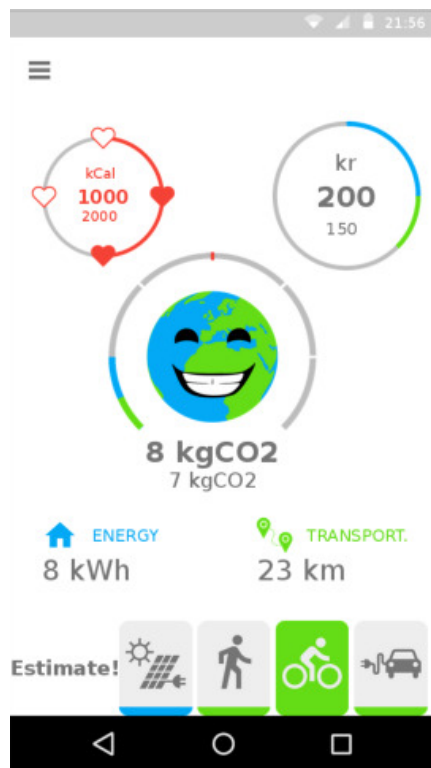 21:56
kCal
1000
2000
kr
200
150
8 kgCO2
7 kgCO2
ENERGY
8 kWh
TRANSPORT.
23 km
Estimate!